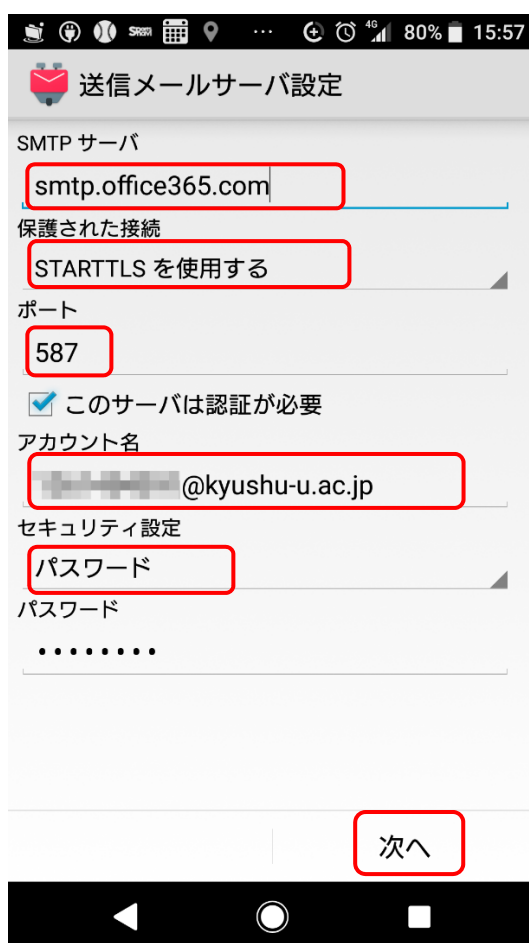 4G 80% 15:57
送信メールサーバ設定
SMTP サーバ
smtp.office365.com
保護された接続
STARTTLS を使用する
ポート
587
このサーバは認証が必要
アカウント名
@kyushu-u.ac.jp
セキュリティ設定
パスワード
パスワード
••••••••
次へ